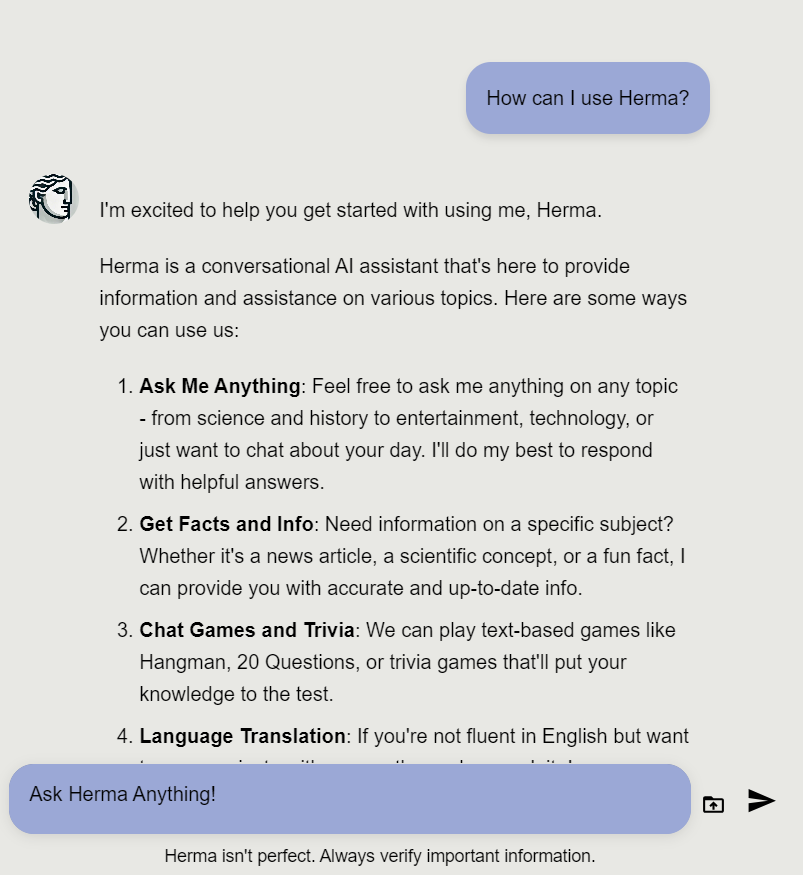 How can I use Herma?
I'm excited to help you get started with using me, Herma.
Herma is a conversational AI assistant that's here to provide
information and assistance on various topics. Here are some ways
you can use us:
1. Ask Me Anything: Feel free to ask me anything on any topic
- from science and history to entertainment, technology, or
just want to chat about your day. I'll do my best to respond
with helpful answers.
2. Get Facts and Info: Need information on a specific subject?
Whether it's a news article, a scientific concept, or a fun fact, I
can provide you with accurate and up-to-date info.
3. Chat Games and Trivia: We can play text-based games like
Hangman, 20 Questions, or trivia games that'll put your
knowledge to the test.
4. Language Translation: If you're not fluent in English but want
Ask Herma Anything!
Herma isn't perfect. Always verify important information.